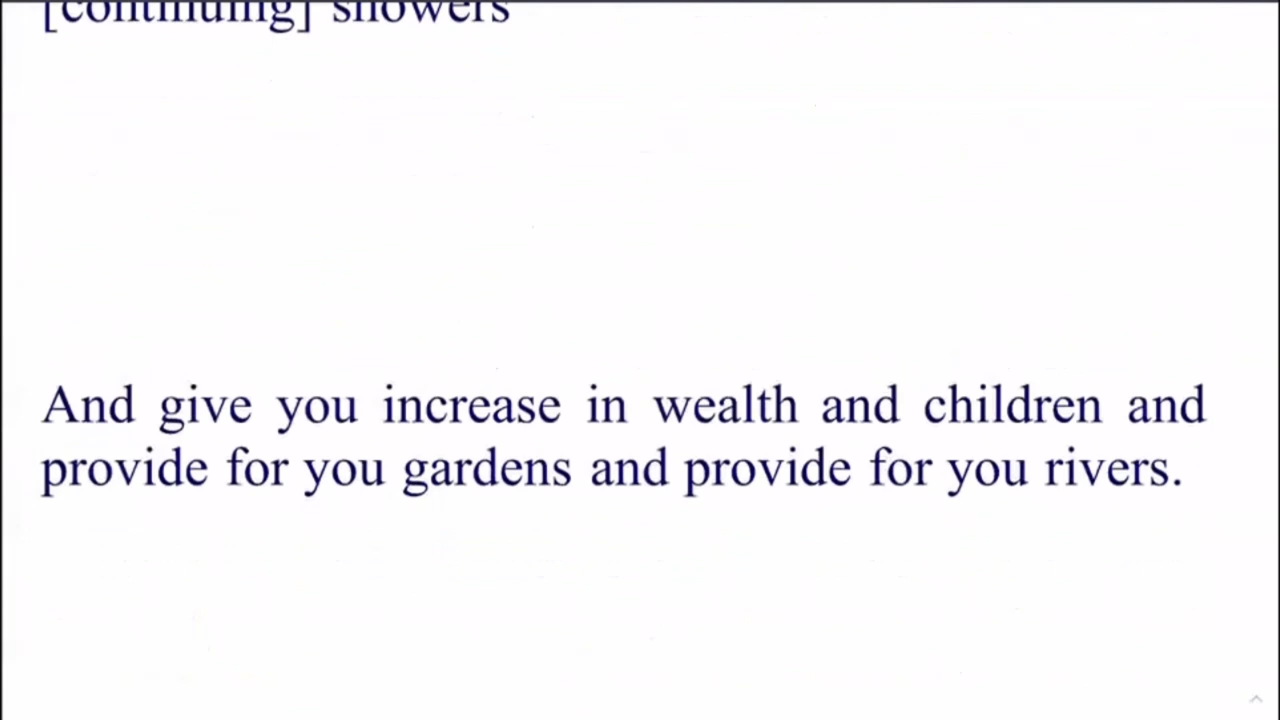 [continuing] showers
And give you increase in wealth and children and
provide for you gardens and provide for you rivers.